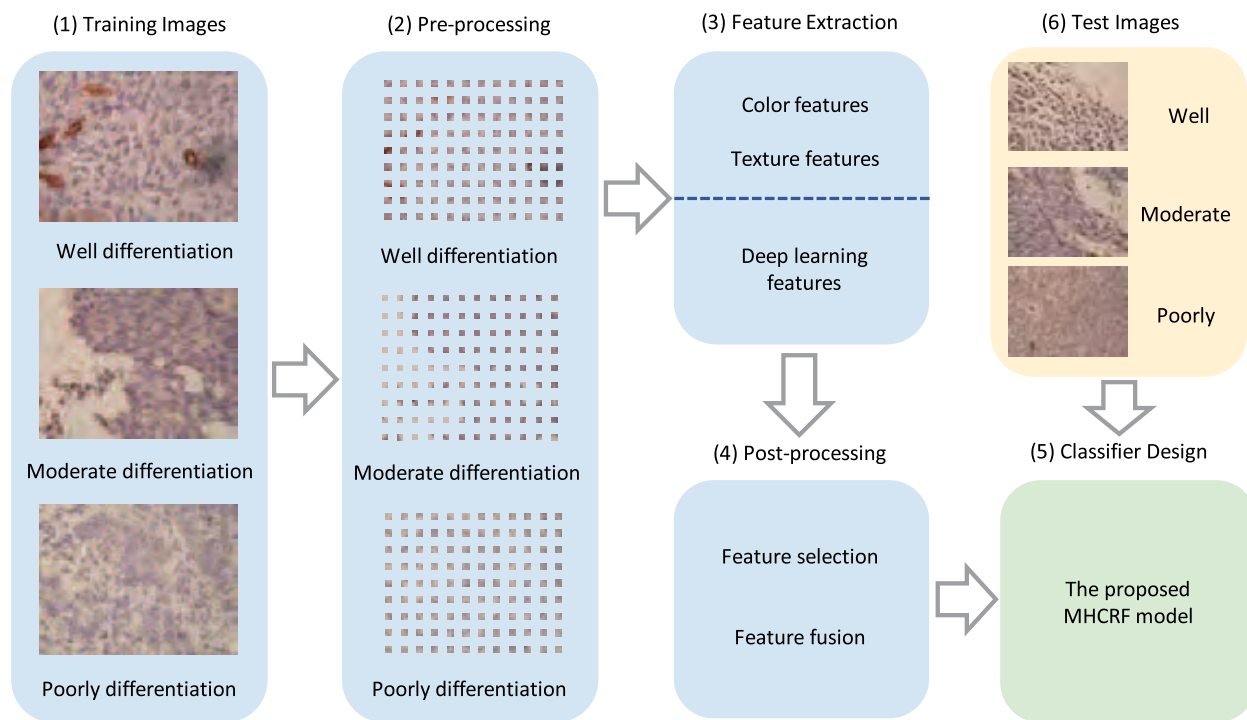 (1) Training Images
Well differentiation
Moderate differentiation
Poorly differentiation
(2) Pre-processing
Well differentiation
Moderate differentiation
Poorly differentiation
(3) Feature Extraction
Color features
Texture features
Deep learning
features
(4) Post-processing
Feature selection
Feature fusion
(6) Test Images
Well
Moderate
Poorly
(5) Classifier Design
The proposed
MHCRF model